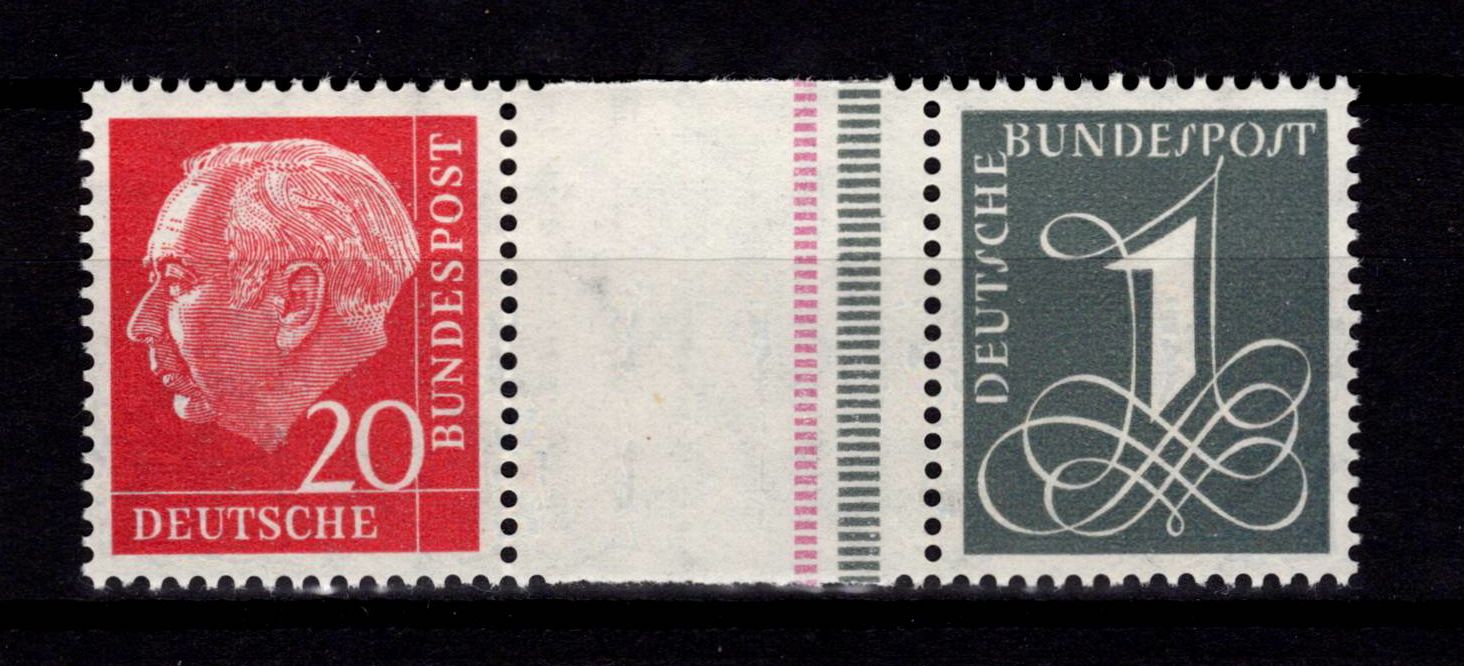 BUNDESPOST
20
DEUTSCHE
BUNDEſPOſT
DEUTſCHE
1